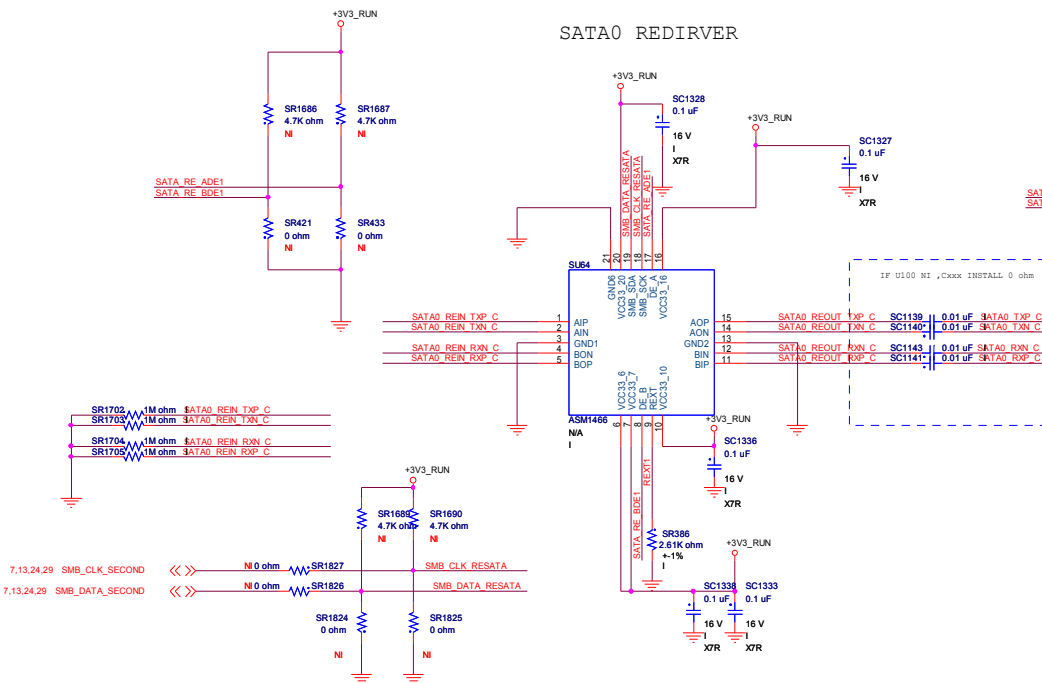 SATA0 REDIRVER
+3V3_RUN
SR1686
4.7K ohm
NI
SR1687
4.7K ohm
NI
SATA_RE_ADE1
SATA_RE_BDE1
SR421
0 ohm
NI
SR433
0 ohm
NI
+3V3_RUN
SC1328
0.1 uF
16 V
I
X7R
+3V3_RUN
SC1327
0.1 uF
16 V
I
X7R
SMB_DATA_RESATA
SMB_CLK_RESATA
SATA_RE_ADE1
21
20
19
18
17
16
SU64
GND6
VCC33_20
SMB_SDA
SMB_SCK
DE_A
VCC33_16
SATA0_REIN_TXP_C 1 AIP
SATA0_REIN_TXN_C 2 AIN
3 GND1
SATA0_REIN_RXN_C 4 BON
SATA0_REIN_RXP_C 5 BOP
AOP 15 SATA0_REOUT_TXP_C SC1139 0.01 uF I SATA0_TXP_C
AON 14 SATA0_REOUT_TXN_C SC1140 0.01 uF I SATA0_TXN_C
GND2 13
BIN 12 SATA0_REOUT_RXN_C SC1143 0.01 uF I SATA0_RXN_C
BIP 11 SATA0_REOUT_RXP_C SC1141 0.01 uF I SATA0_RXP_C
IF U100 NI ,Cxxx INSTALL 0 ohm
SAT
SAT
VCC33_6
VCC33_7
DE_B
REXT
VCC33_10
ASM1466
N/A
I
6
7
8
9
10
+3V3_RUN
SC1336
0.1 uF
16 V
I
X7R
SATA_RE_BDE1
REXT1
SR386
2.61K ohm
+-1%
I
+3V3_RUN
SC1338
0.1 uF
16 V
I
X7R
SC1333
0.1 uF
16 V
I
X7R
SR1702 1M ohm I SATA0_REIN_TXP_C
SR1703 1M ohm I SATA0_REIN_TXN_C
SR1704 1M ohm I SATA0_REIN_RXN_C
SR1705 1M ohm I SATA0_REIN_RXP_C
+3V3_RUN
SR1689
4.7K ohm
NI
SR1690
4.7K ohm
NI
7,13,24,29 SMB_CLK_SECOND NI 0 ohm SR1827 SMB_CLK_RESATA
7,13,24,29 SMB_DATA_SECOND NI 0 ohm SR1826 SMB_DATA_RESATA
SR1824
0 ohm
NI
SR1825
0 ohm
NI